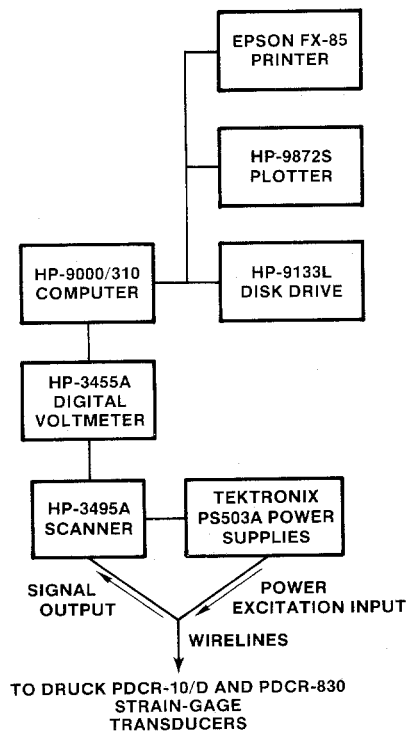 EPSON FX-85
PRINTER
HP-9872S
PLOTTER
HP-9000/310
COMPUTER
HP-9133L
DISK DRIVE
HP-3455A
DIGITAL
VOLTMETER
HP-3495A
SCANNER
TEKTRONIX
PS503A POWER
SUPPLIES
SIGNAL
OUTPUT
POWER
EXCITATION INPUT
WIRELINES
TO DRUCK PDCR-10/D AND PDCR-830
STRAIN-GAGE
TRANSDUCERS